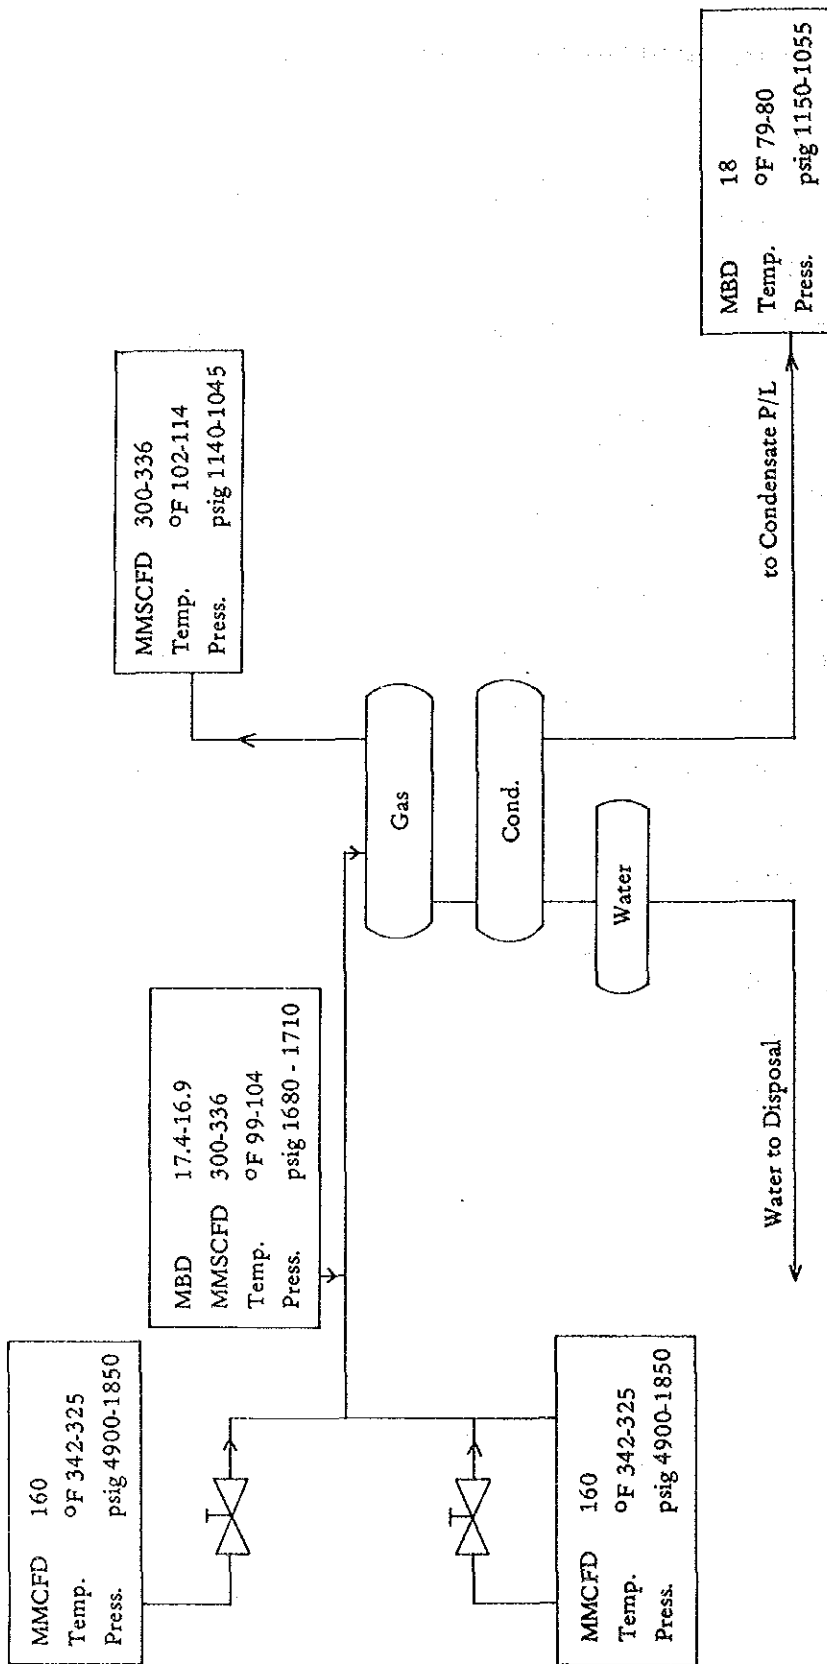 MMCFD 160
Temp. °F 342-325
Press. psig 4900-1850
MBD 17.4-16.9
MMSCFD 300-336
Temp. °F 99-104
Press. psig 1680 - 1710
MMSCFD 300-336
Temp. °F 102-114
Press. psig 1140-1045
Gas
Cond.
Water
MMCFD 160
Temp. °F 342-325
Press. psig 4900-1850
Water to Disposal
to Condensate P/L
MBD 18
Temp. °F 79-80
Press. psig 1150-1055